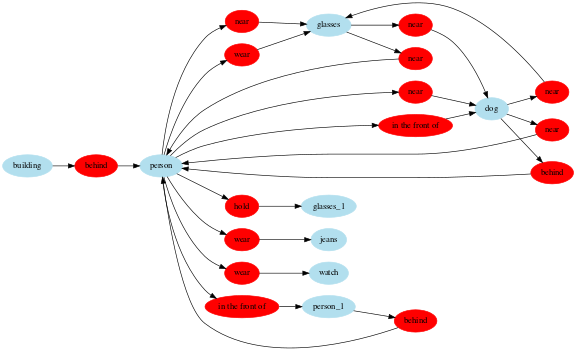 near
glasses
near
wear
near
near
near
dog
in the front of
near
building
behind
person
behind
hold
glasses_1
wear
jeans
wear
watch
in the front of
person_1
behind